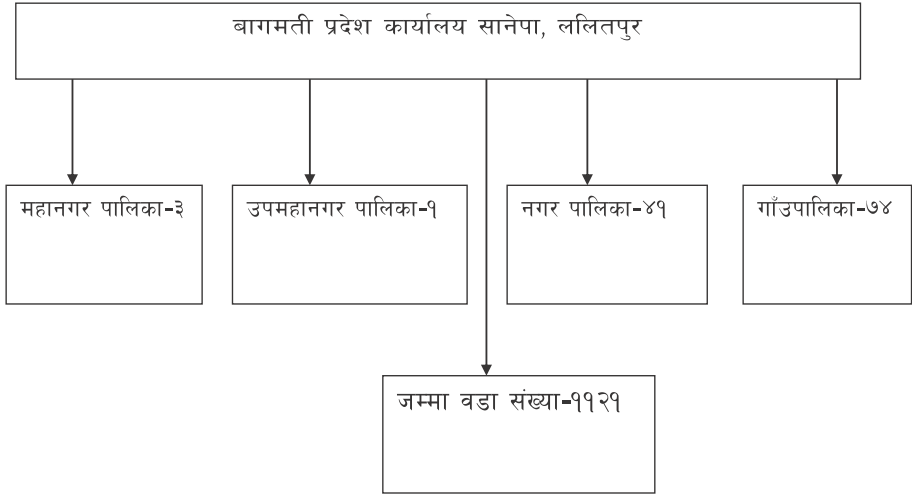 बागमती प्रदेश कार्यालय सानेपा, ललितपुर
महानगर पालिका-३
उपमहानगर पालिका-१
नगर पालिका-४१
गाँउपालिका-७४
जम्मा वडा संख्या-११२१